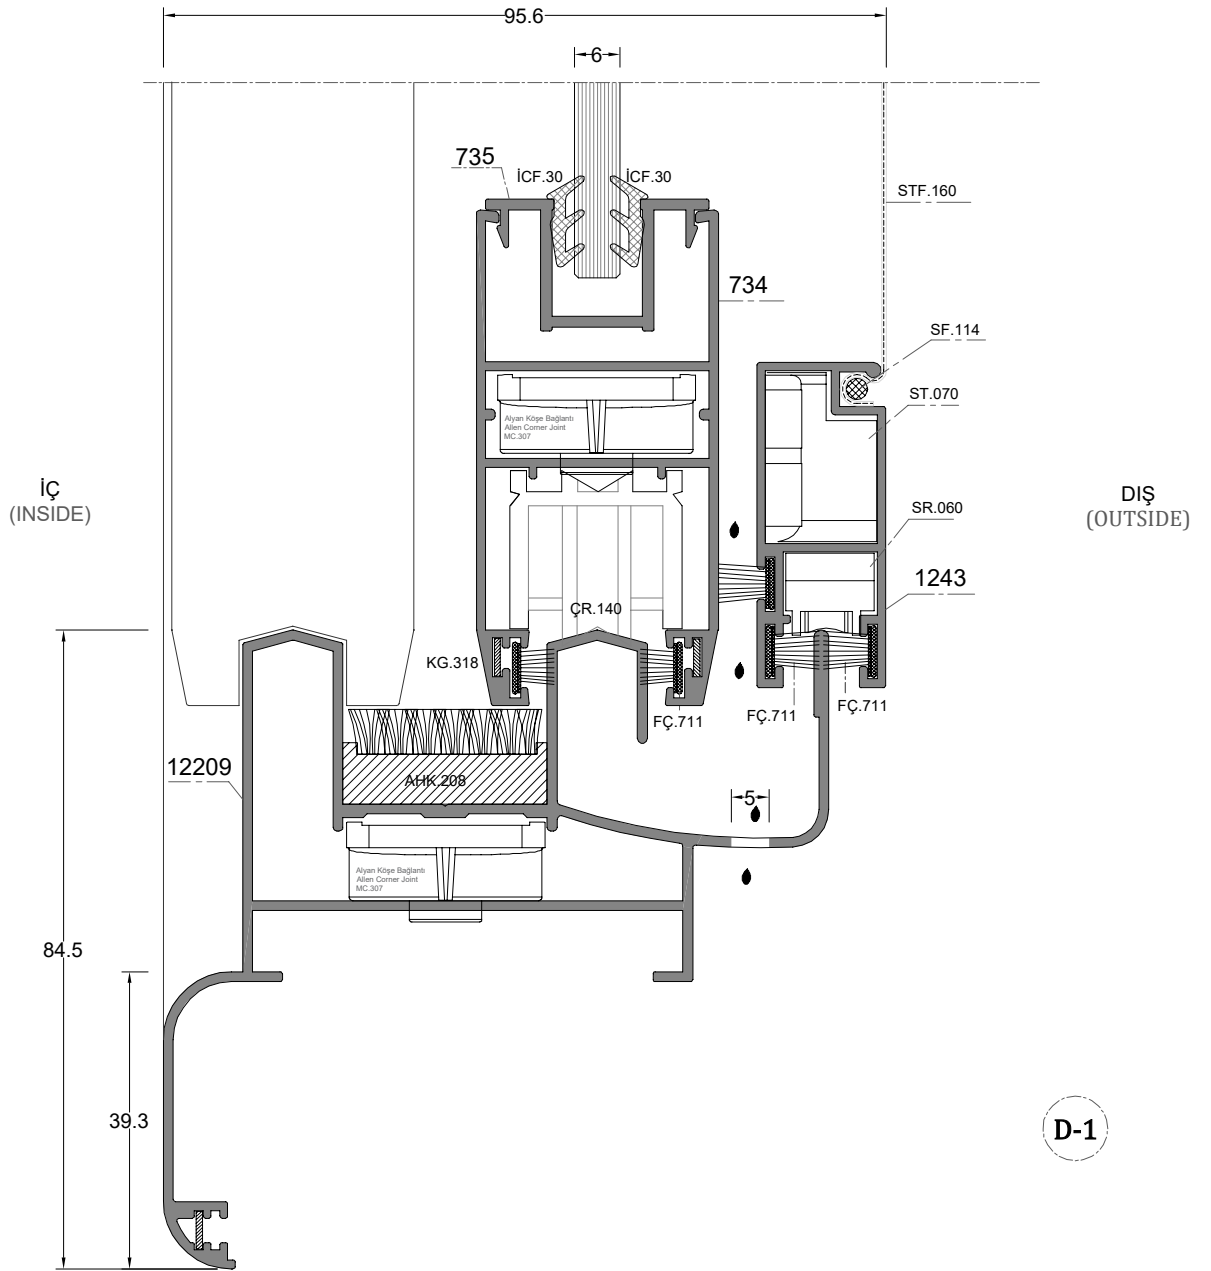 95.6
6
735
İCF.30
İCF.30
STF.160
734
SF.114
ST.070
Alyan Köşe Bağlantı
Allen Corner Joint
MC.307
İÇ
(INSIDE)
DIŞ
(OUTSIDE)
SR.060
1243
ÇR.140
KG.318
FÇ.711
FÇ.711
FÇ.711
12209
AHK.208
5
Alyan Köşe Bağlantı
Allen Corner Joint
MC.307
84.5
39.3
D-1